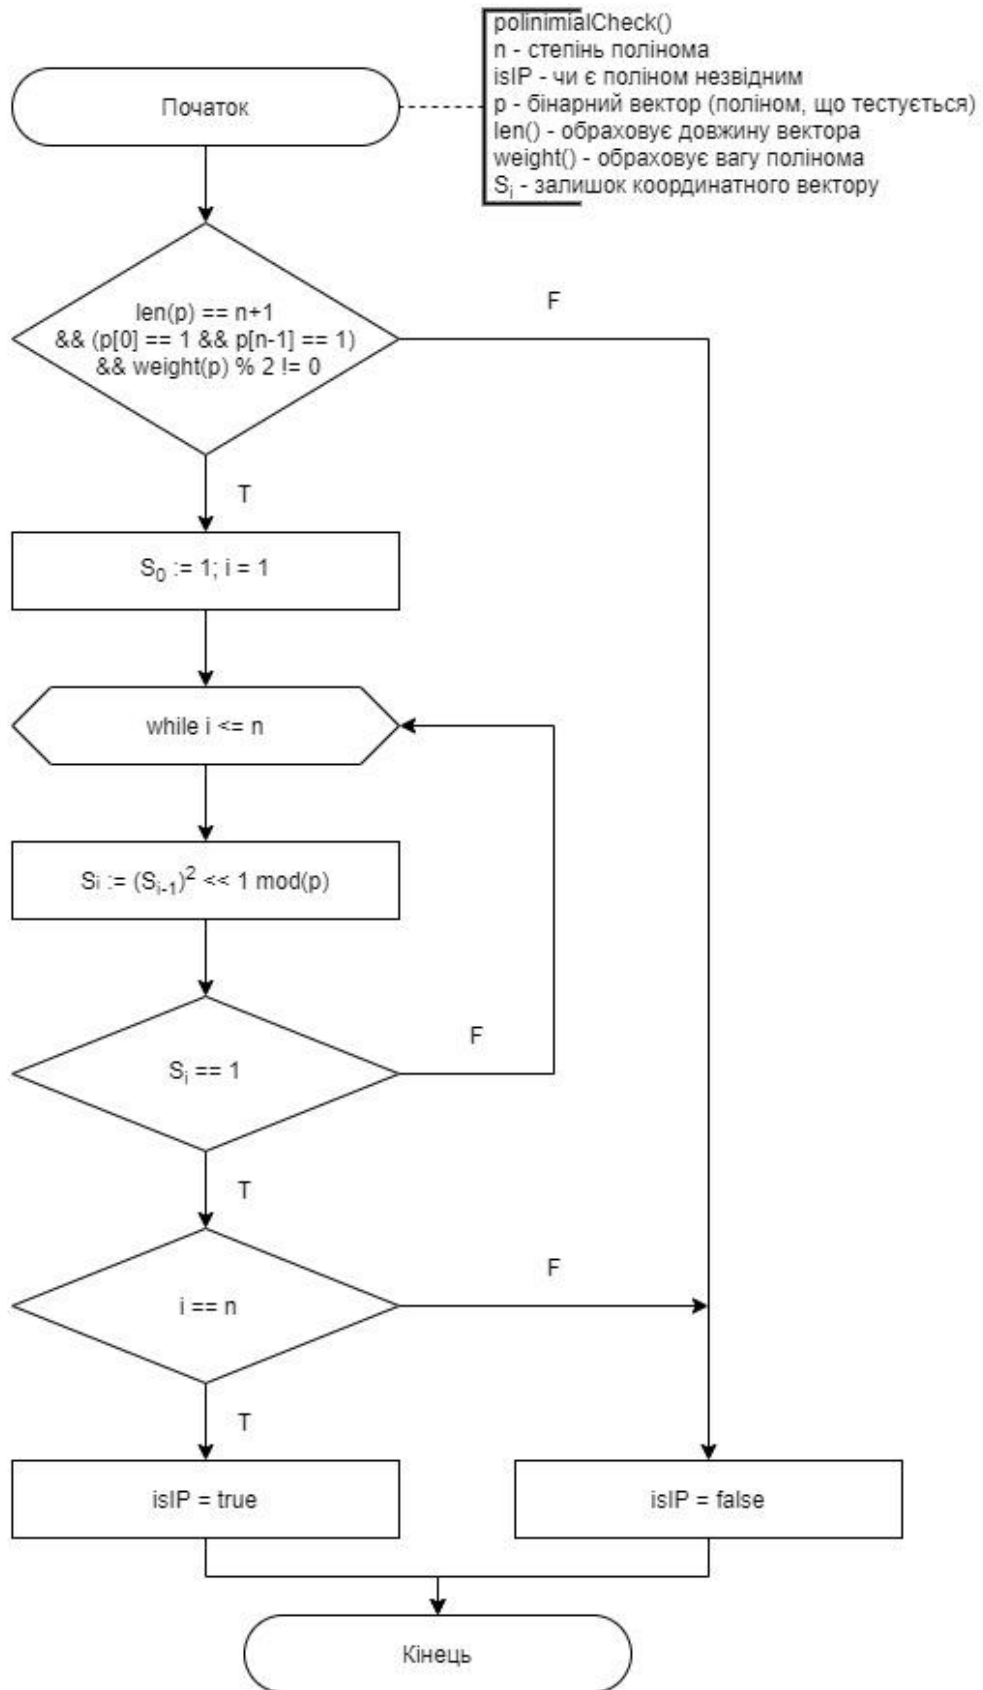 polinimialCheck()
n - степінь полінома
isIP - чи є поліном незвідним
p - бінарний вектор (поліном, що тестується)
len() - обраховує довжину вектора
weight() - обраховує вагу полінома
Sᵢ - залишок координатного вектору
Початок
len(p) == n+1
&& (p[0] == 1 && p[n-1] == 1)
&& weight(p) % 2 != 0
F
T
S₀ := 1; i = 1
while i <= n
Si := (Sᵢ₋₁)² << 1 mod(p)
Sᵢ == 1
F
T
i == n
F
T
isIP = true
isIP = false
Кінець